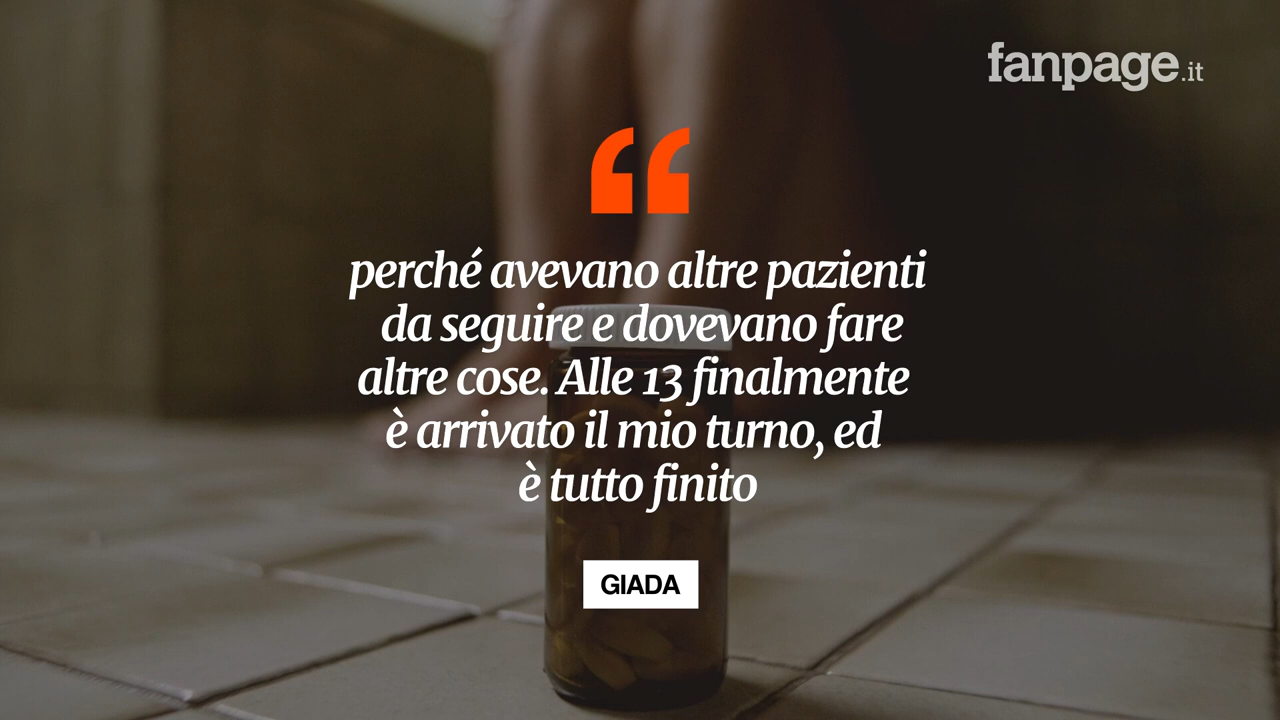 fanpage.it
“
perché avevano altre pazienti
da seguire e dovevano fare
altre cose. Alle 13 finalmente
è arrivato il mio turno, ed
è tutto finito
GIADA